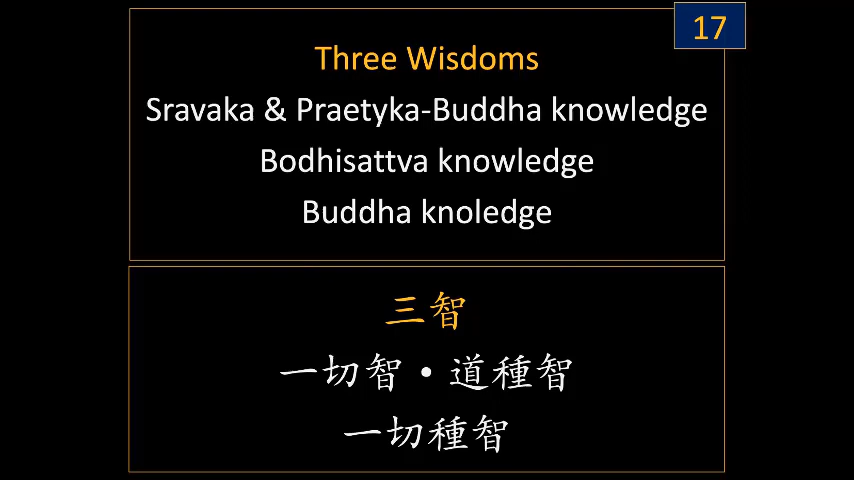 17
Three Wisdoms
Sravaka & Praetyka-Buddha knowledge
Bodhisattva knowledge
Buddha knoledge
三智
一切智·道種智
一切種智